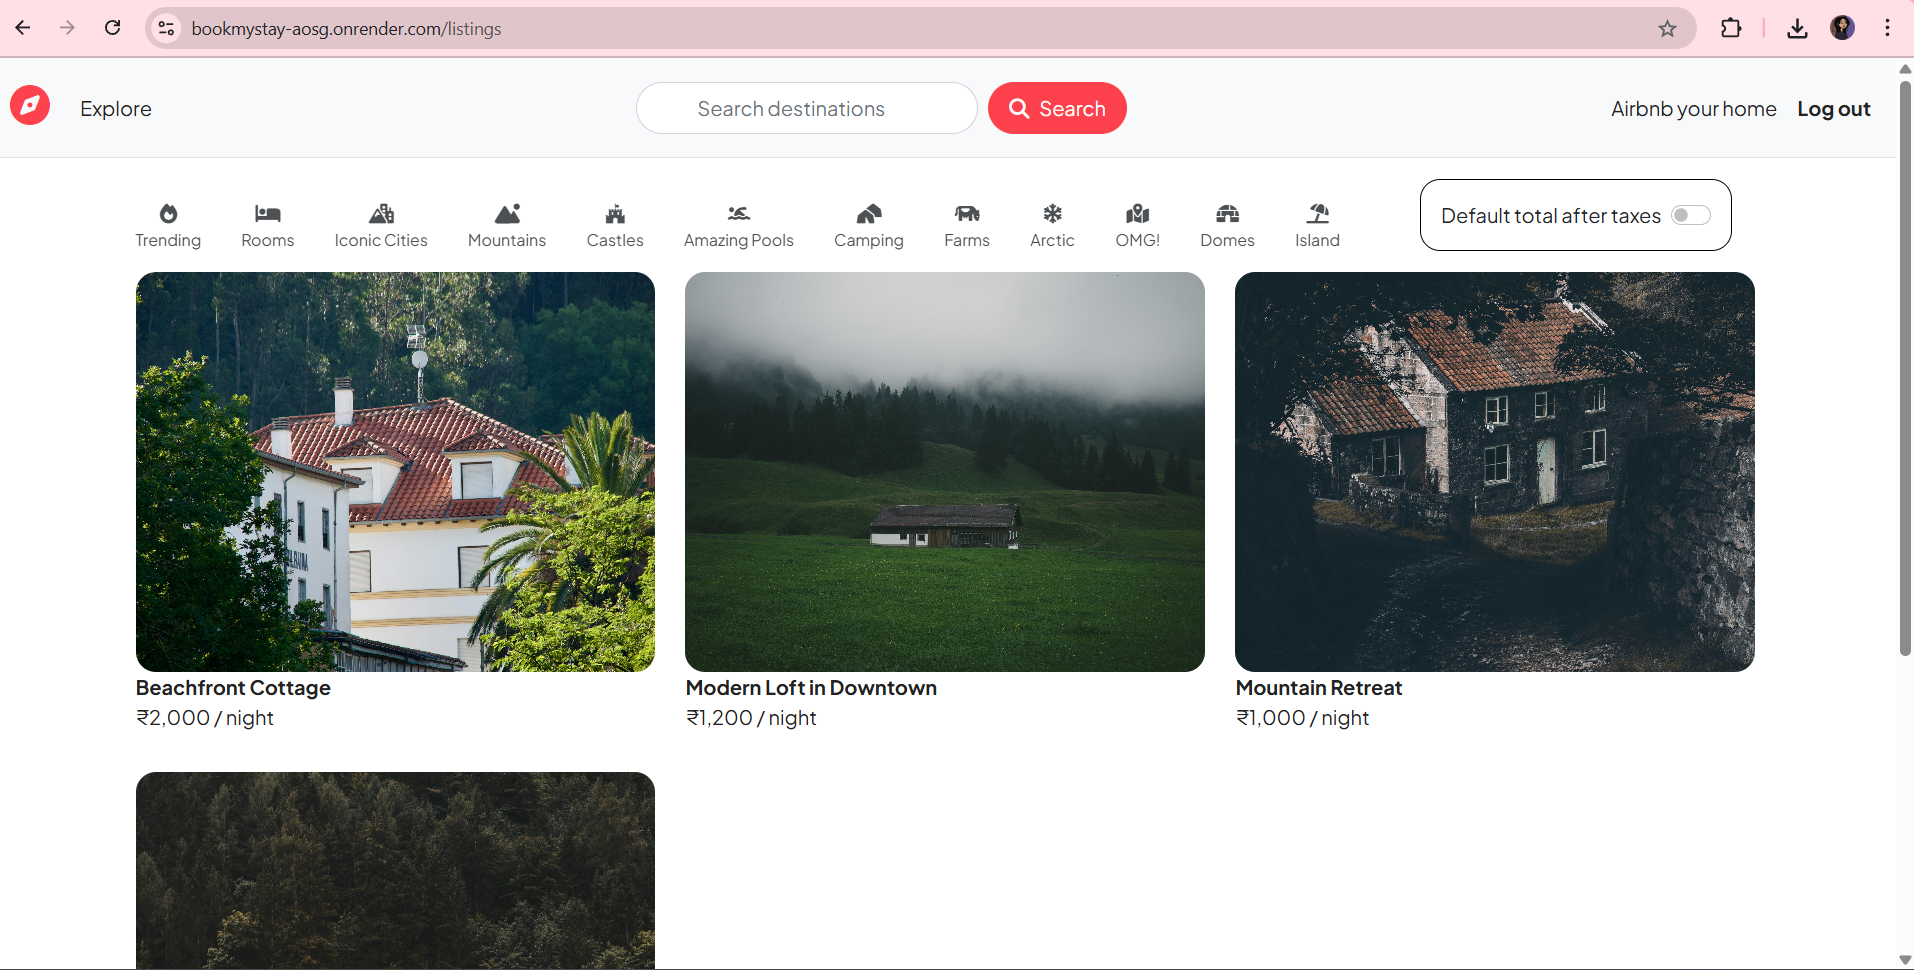 bookmystay-aosg.onrender.com/listings
Explore
Search destinations
Search
Airbnb your home
Log out
Trending
Rooms
Iconic Cities
Mountains
Castles
Amazing Pools
Camping
Farms
Arctic
OMG!
Domes
Island
Default total after taxes
Beachfront Cottage
₹2,000 / night
Modern Loft in Downtown
₹1,200 / night
Mountain Retreat
₹1,000 / night